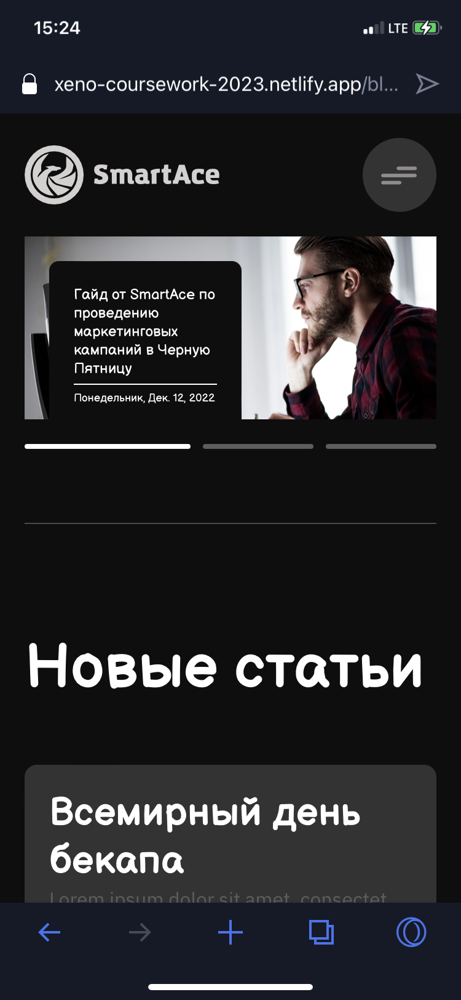 15:24
LTE
xeno-coursework-2023.netlify.app/bl...
SmartAce
Гайд от SmartAce по
проведению
маркетинговых
кампаний в Черную
Пятницу
Понедельник, Дек. 12, 2022
Новые статьи
Всемирный день
бекапа
Lorem ipsum dolor sit amet, consectet